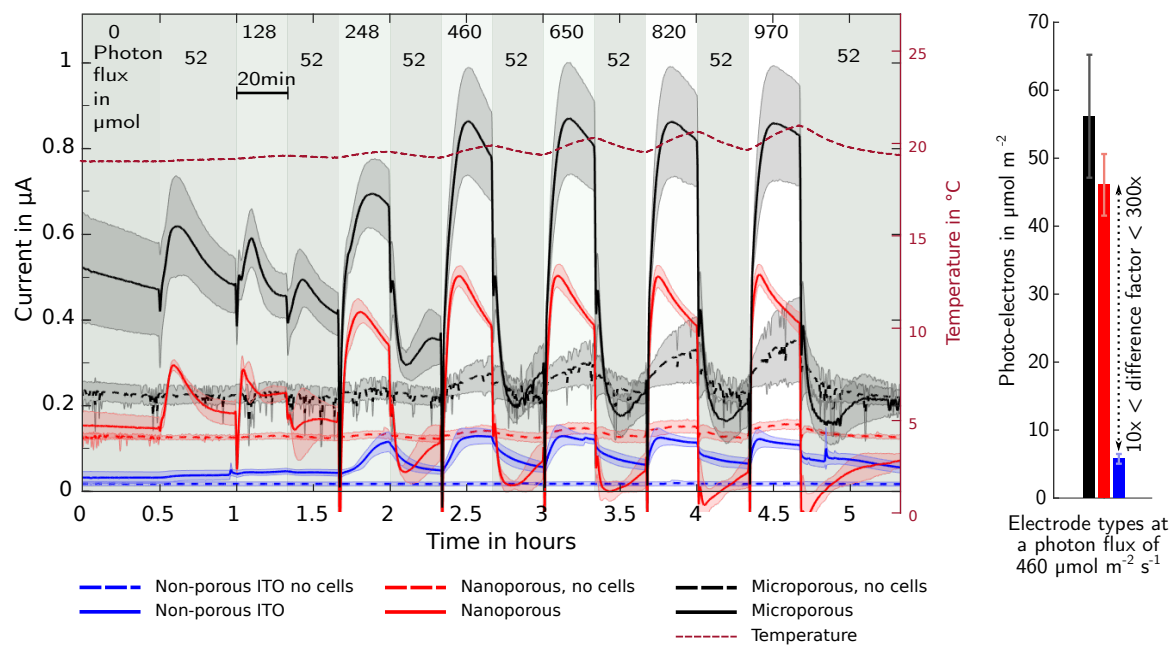 0 128 248 460 650 820 970
Photon
flux
in
µmol
52 52 52 52 52 52 52
20min
1
0.8
0.6
0.4
0.2
0
Current in µA
0 0.5 1 1.5 2 2.5 3 3.5 4 4.5 5
Time in hours
25
20
15
10
5
0
Temperature in °C
Non-porous ITO no cells
Non-porous ITO
Nanoporous, no cells
Nanoporous
Microporous, no cells
Microporous
Temperature
70
60
50
40
30
20
10
0
Photo-electrons in µmol m-2
10x < difference factor < 300x
Electrode types at
a photon flux of
460 µmol m-2 s-1